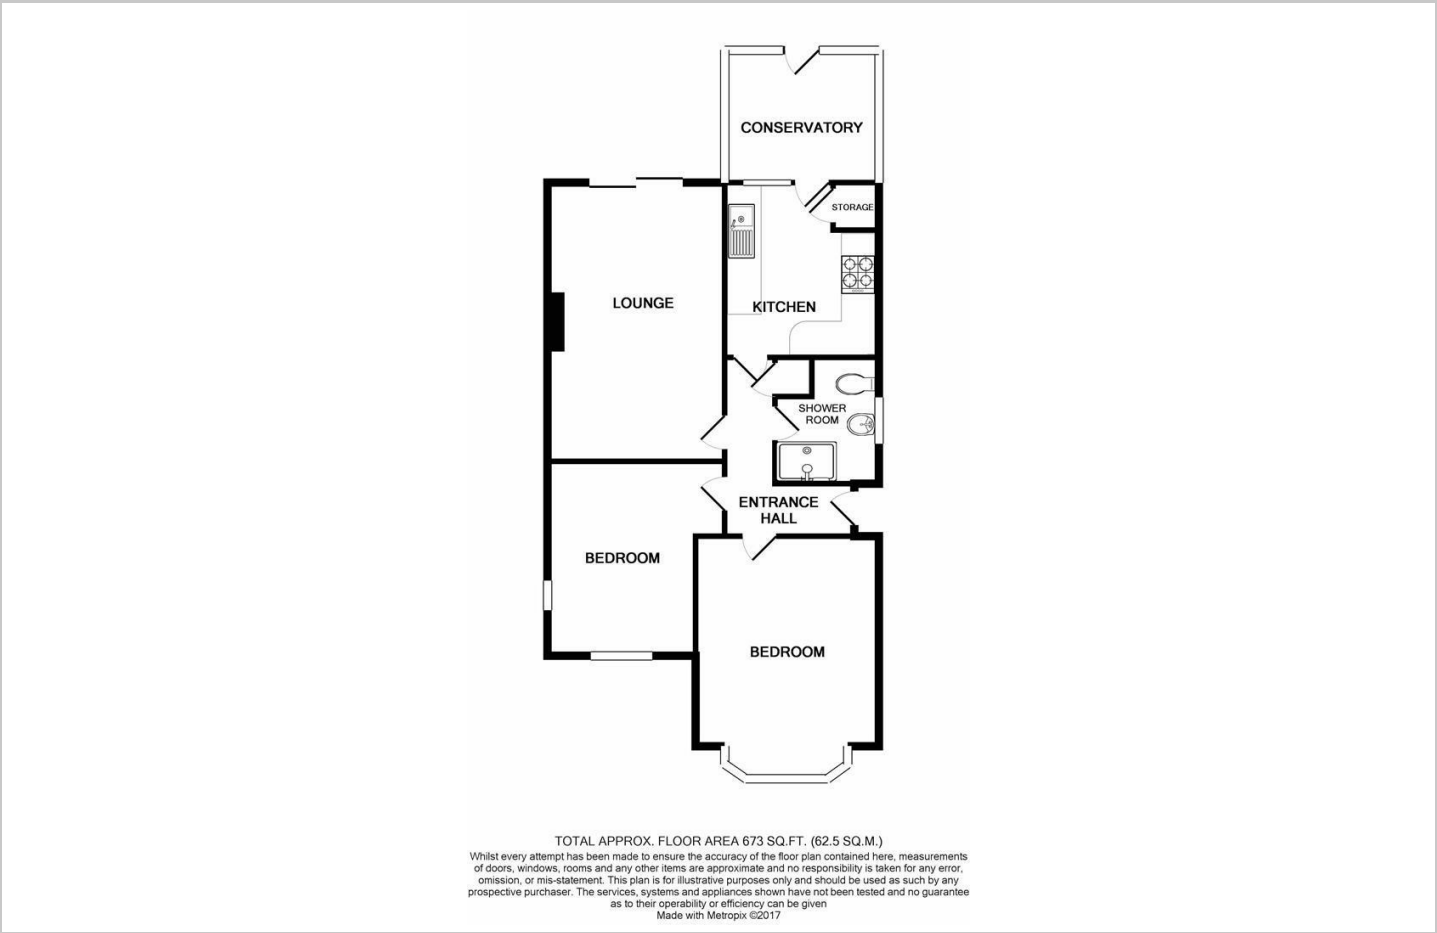 CONSERVATORY
STORAGE
LOUNGE
KITCHEN
SHOWER
ROOM
ENTRANCE
HALL
BEDROOM
BEDROOM
TOTAL APPROX. FLOOR AREA 673 SQ.FT. (62.5 SQ.M.)
Whilst every attempt has been made to ensure the accuracy of the floor plan contained here, measurements
of doors, windows, rooms and any other items are approximate and no responsibility is taken for any error,
omission, or mis-statement. This plan is for illustrative purposes only and should be used as such by any
prospective purchaser. The services, systems and appliances shown have not been tested and no guarantee
as to their operability or efficiency can be given
Made with Metropix ©2017